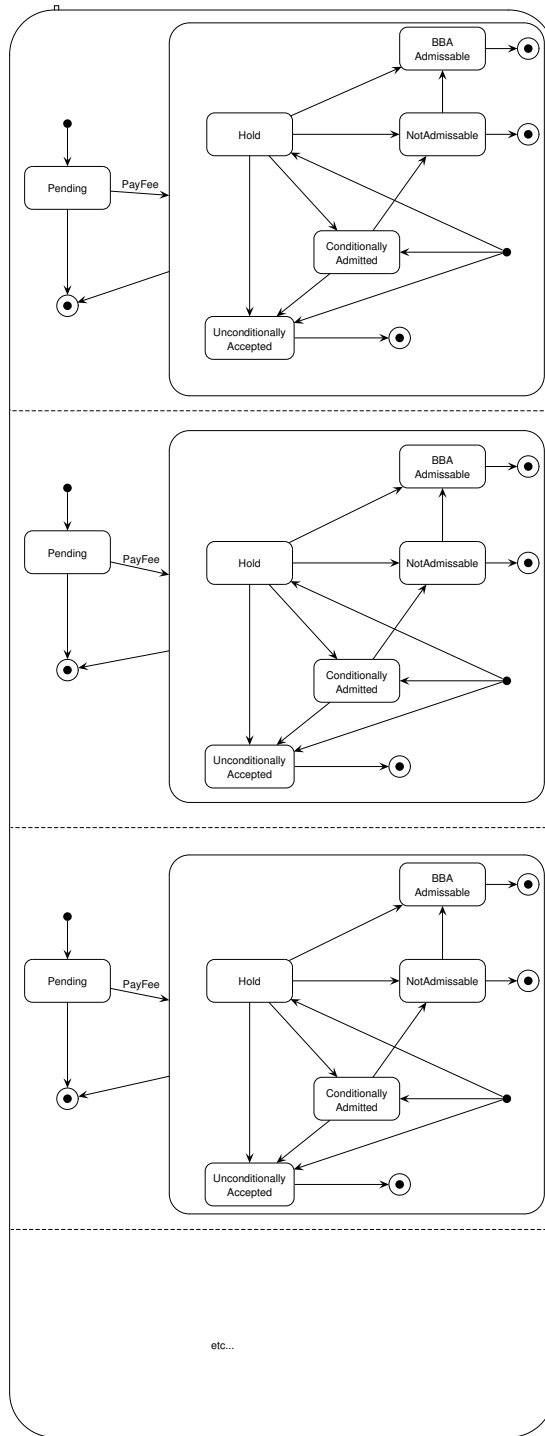 BBA
Admissable
Hold
NotAdmissable
Pending
PayFee
Conditionally
Admitted
Unconditionally
Accepted
BBA
Admissable
Hold
NotAdmissable
Pending
PayFee
Conditionally
Admitted
Unconditionally
Accepted
BBA
Admissable
Hold
NotAdmissable
Pending
PayFee
Conditionally
Admitted
Unconditionally
Accepted
etc...